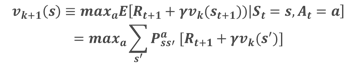 v_{k+1}(s) ≡ max_a E[R_{t+1} + γv_k(s_{t+1}))|S_t = s, A_t = a]
= max_a ∑_{s'} P^a_{ss'} [R_{t+1} + γv_k(s')]